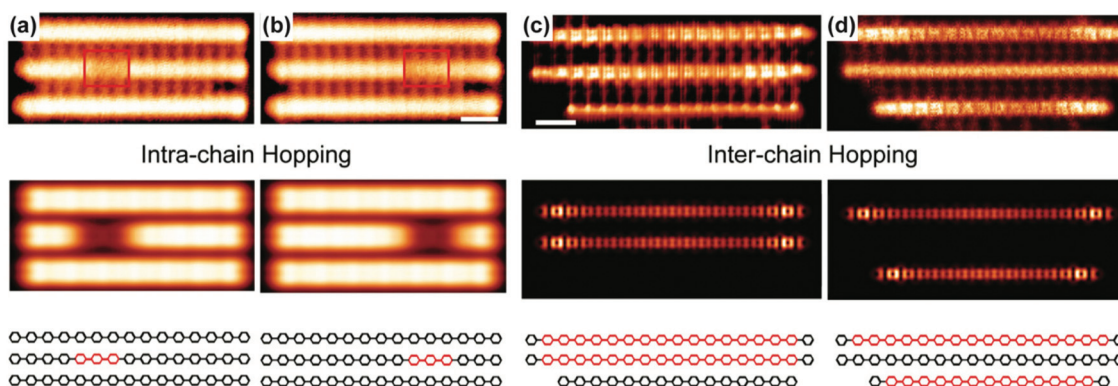 (a)
(b)
(c)
(d)
Intra-chain Hopping
Inter-chain Hopping